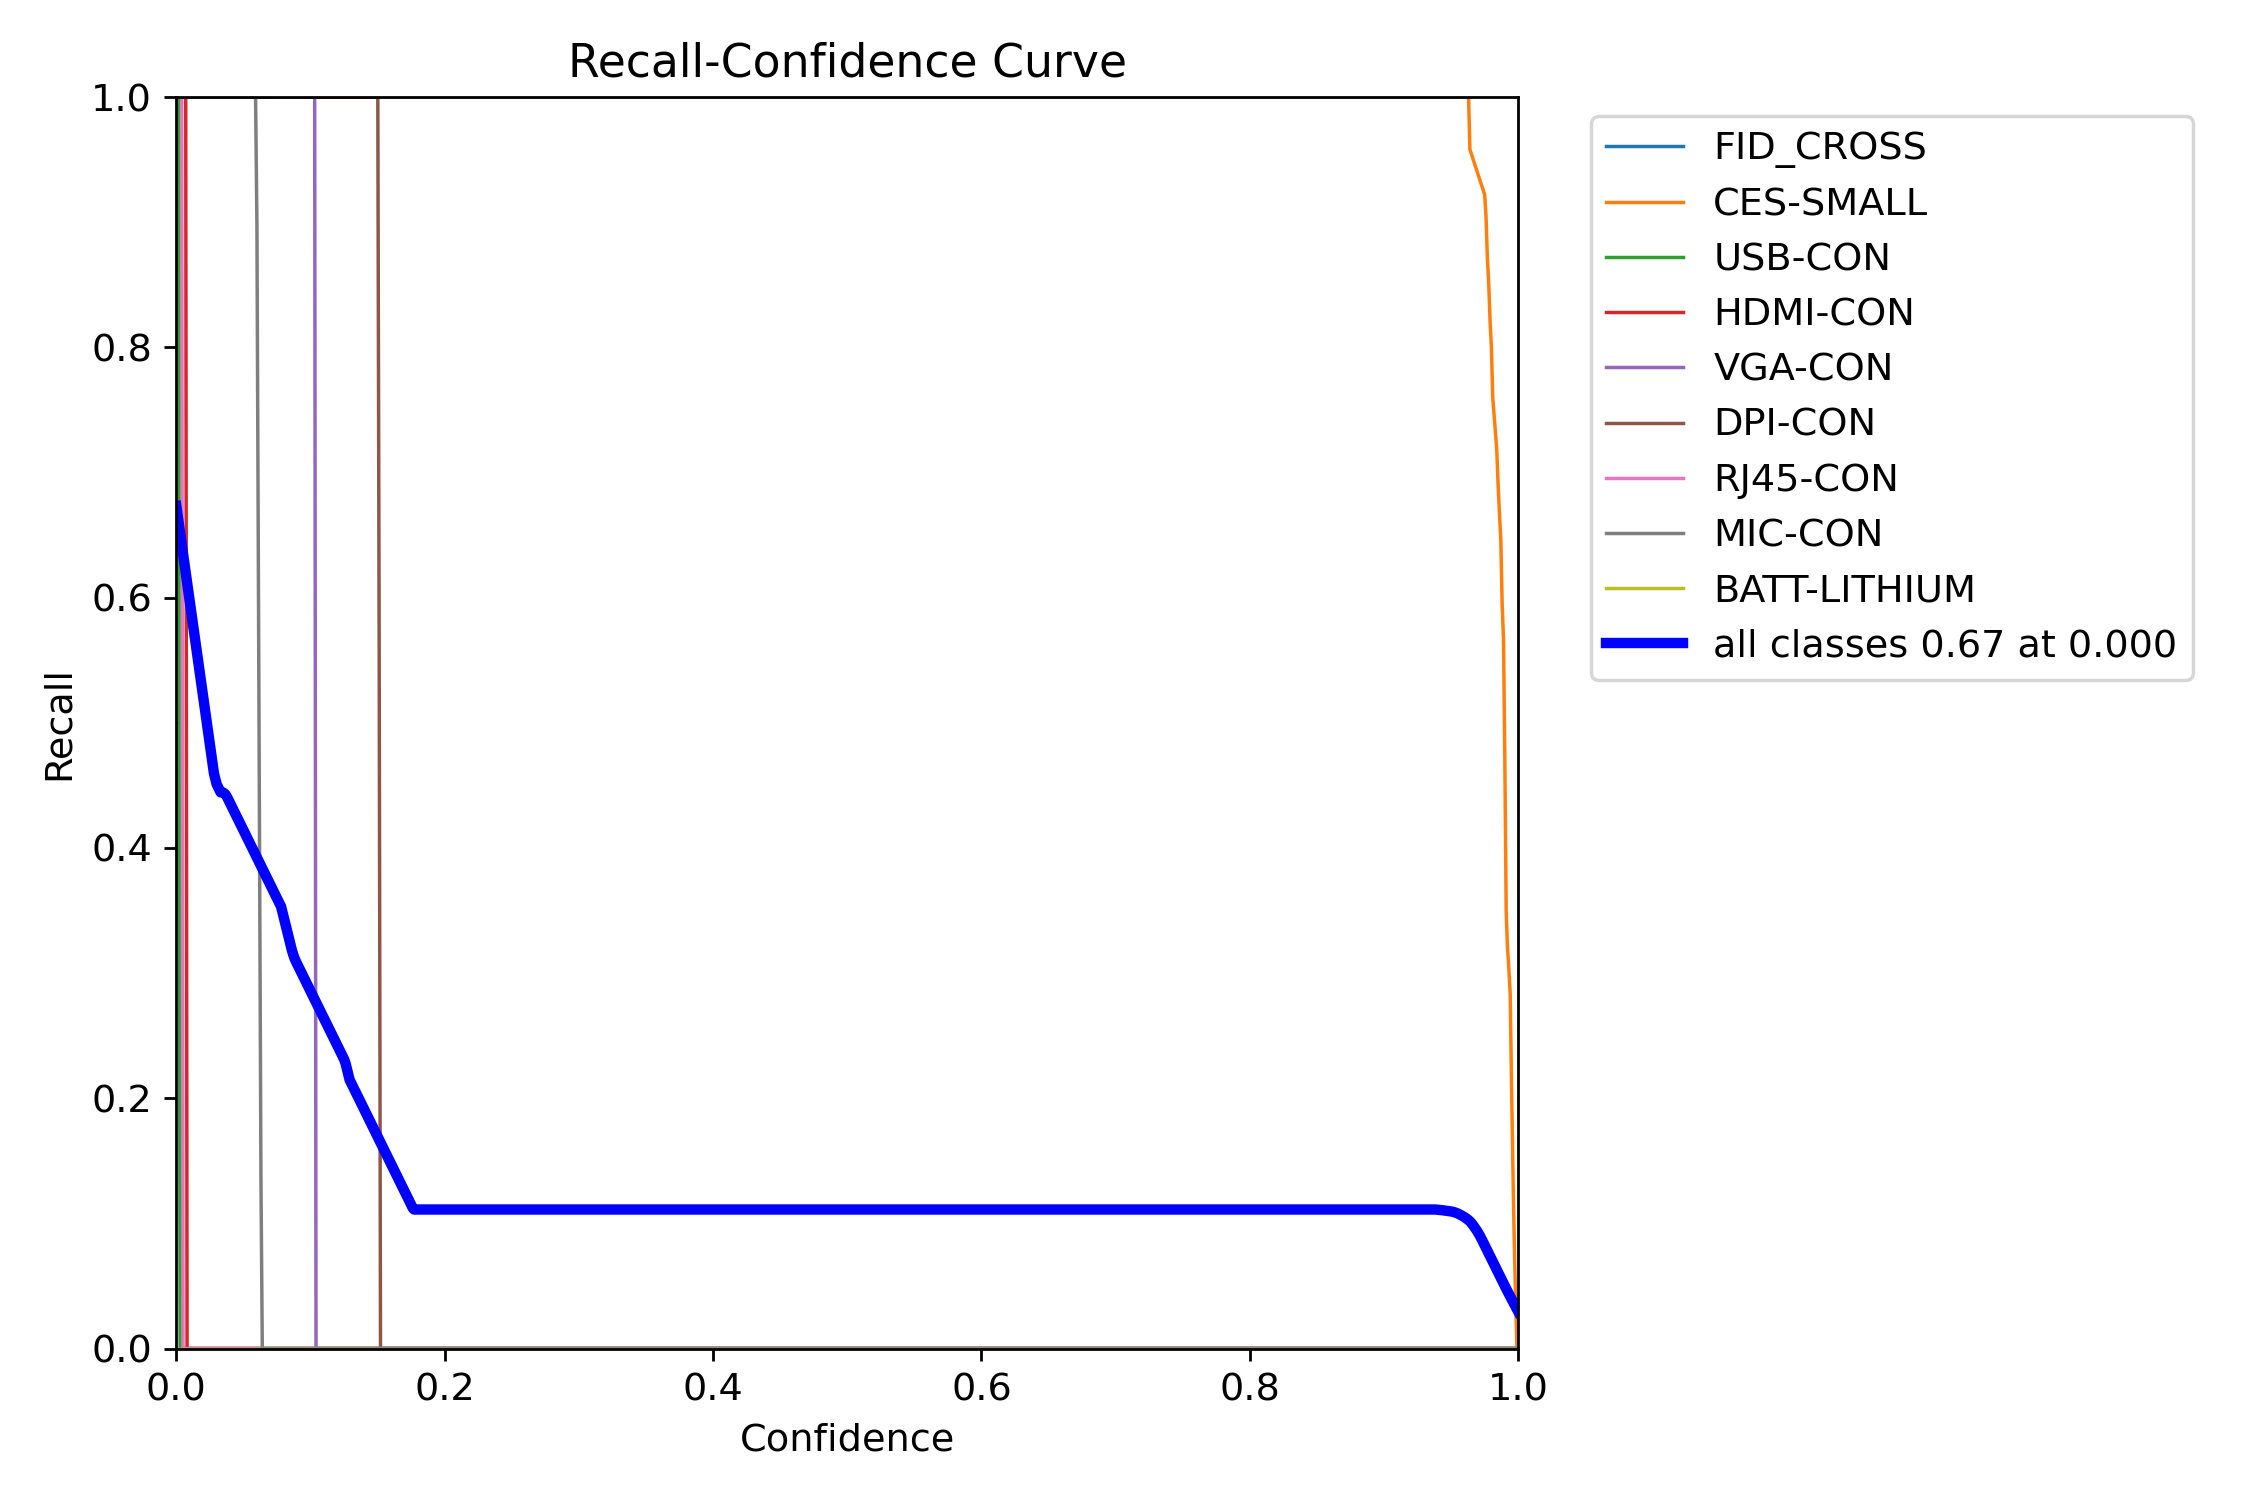 Recall-Confidence Curve
1.0
0.8
0.6
0.4
0.2
0.0
Recall
0.0
0.2
0.4
0.6
0.8
1.0
Confidence
FID_CROSS
CES-SMALL
USB-CON
HDMI-CON
VGA-CON
DPI-CON
RJ45-CON
MIC-CON
BATT-LITHIUM
all classes 0.67 at 0.000